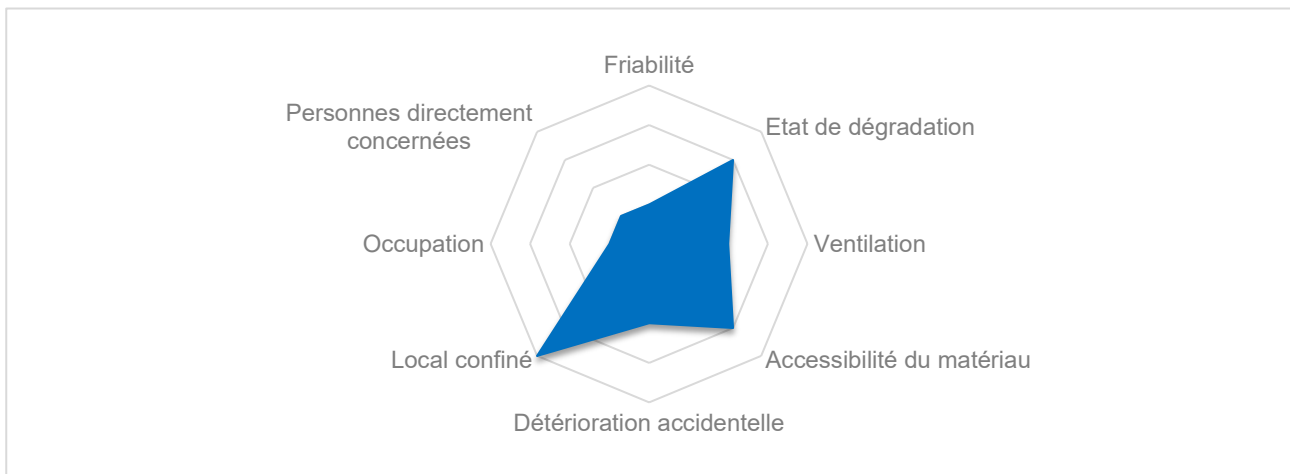 Friabilité
Personnes directement
concernées
Etat de dégradation
Occupation
Ventilation
Local confiné
Accessibilité du matériau
Détérioration accidentelle